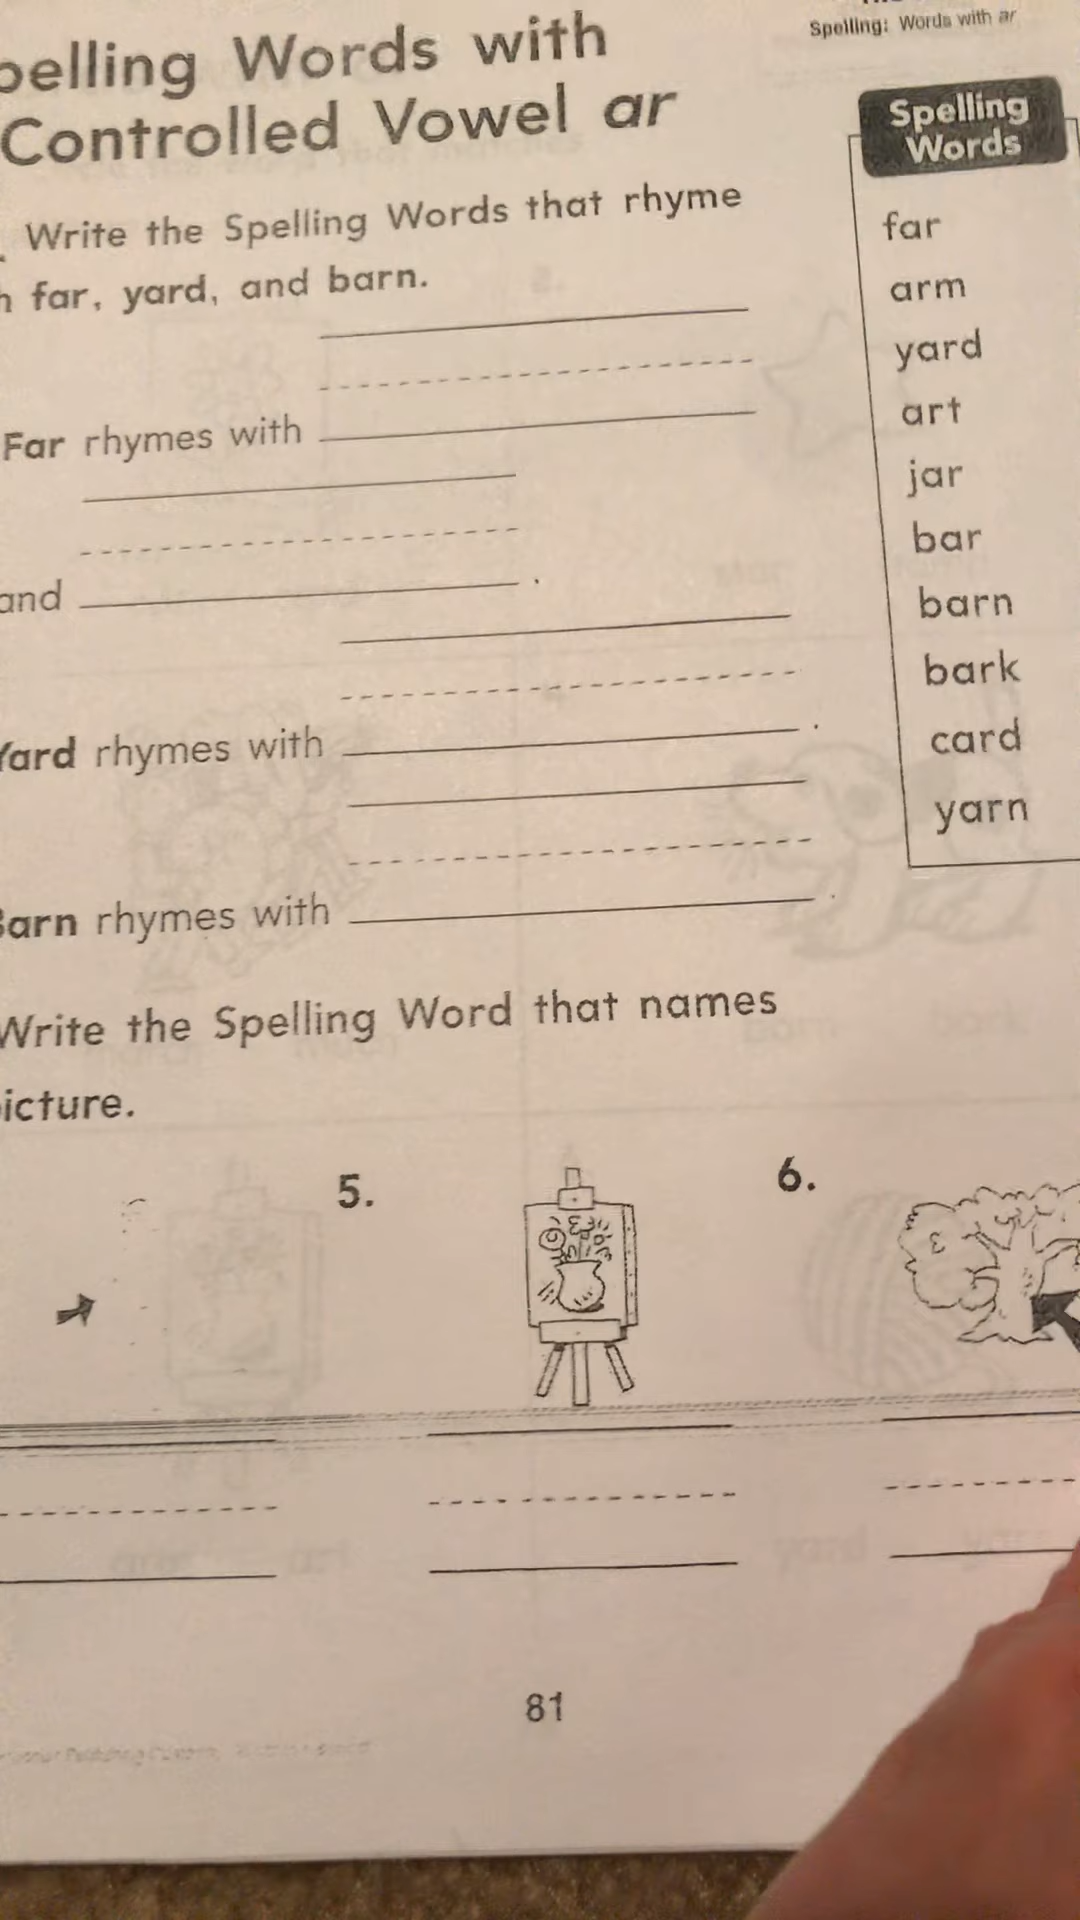 Spelling: Words with ar
pelling Words with
Controlled Vowel ar
Write the Spelling Words that rhyme
h far, yard, and barn.
Far rhymes with
and .
Yard rhymes with .
Barn rhymes with .
Spelling
Words
far
arm
yard
art
jar
bar
barn
bark
card
yarn
Write the Spelling Word that names
icture.
5.
6.
81